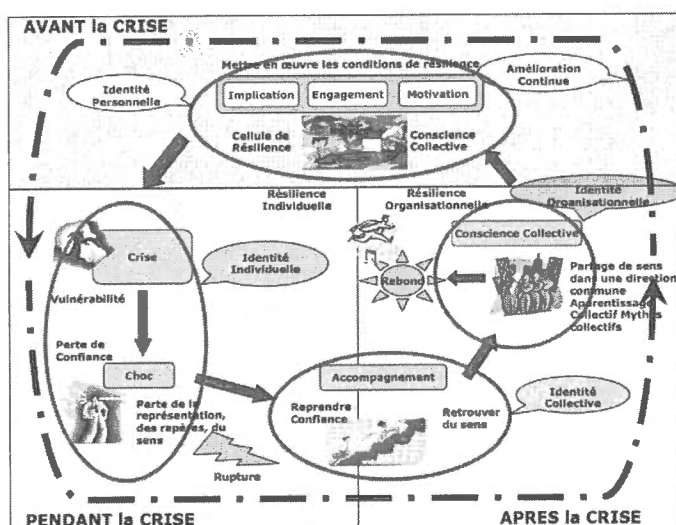 AVANT la CRISE
Mettre en œuvre les conditions de résilience
Identité
Personnelle
Amélioration
Continue
Implication
Engagement
Motivation
Cellule de
Résilience
Conscience
Collective
Résilience
Individuelle
Résilience
Organisationnelle
Identité
Organisationnelle
Crise
Identité
Individuelle
Conscience Collective
Rebond
Partage de sens
dans une direction
commune
Apprentissage
Collectif Mythes
collectifs
Vulnérabilité
Perte de
Confiance
Choc
Perte de la
représentation,
des repères, du
sens
Accompagnement
Reprendre
Confiance
Retrouver
du sens
Identité
Collective
Rupture
PENDANT la CRISE
APRES la CRISE